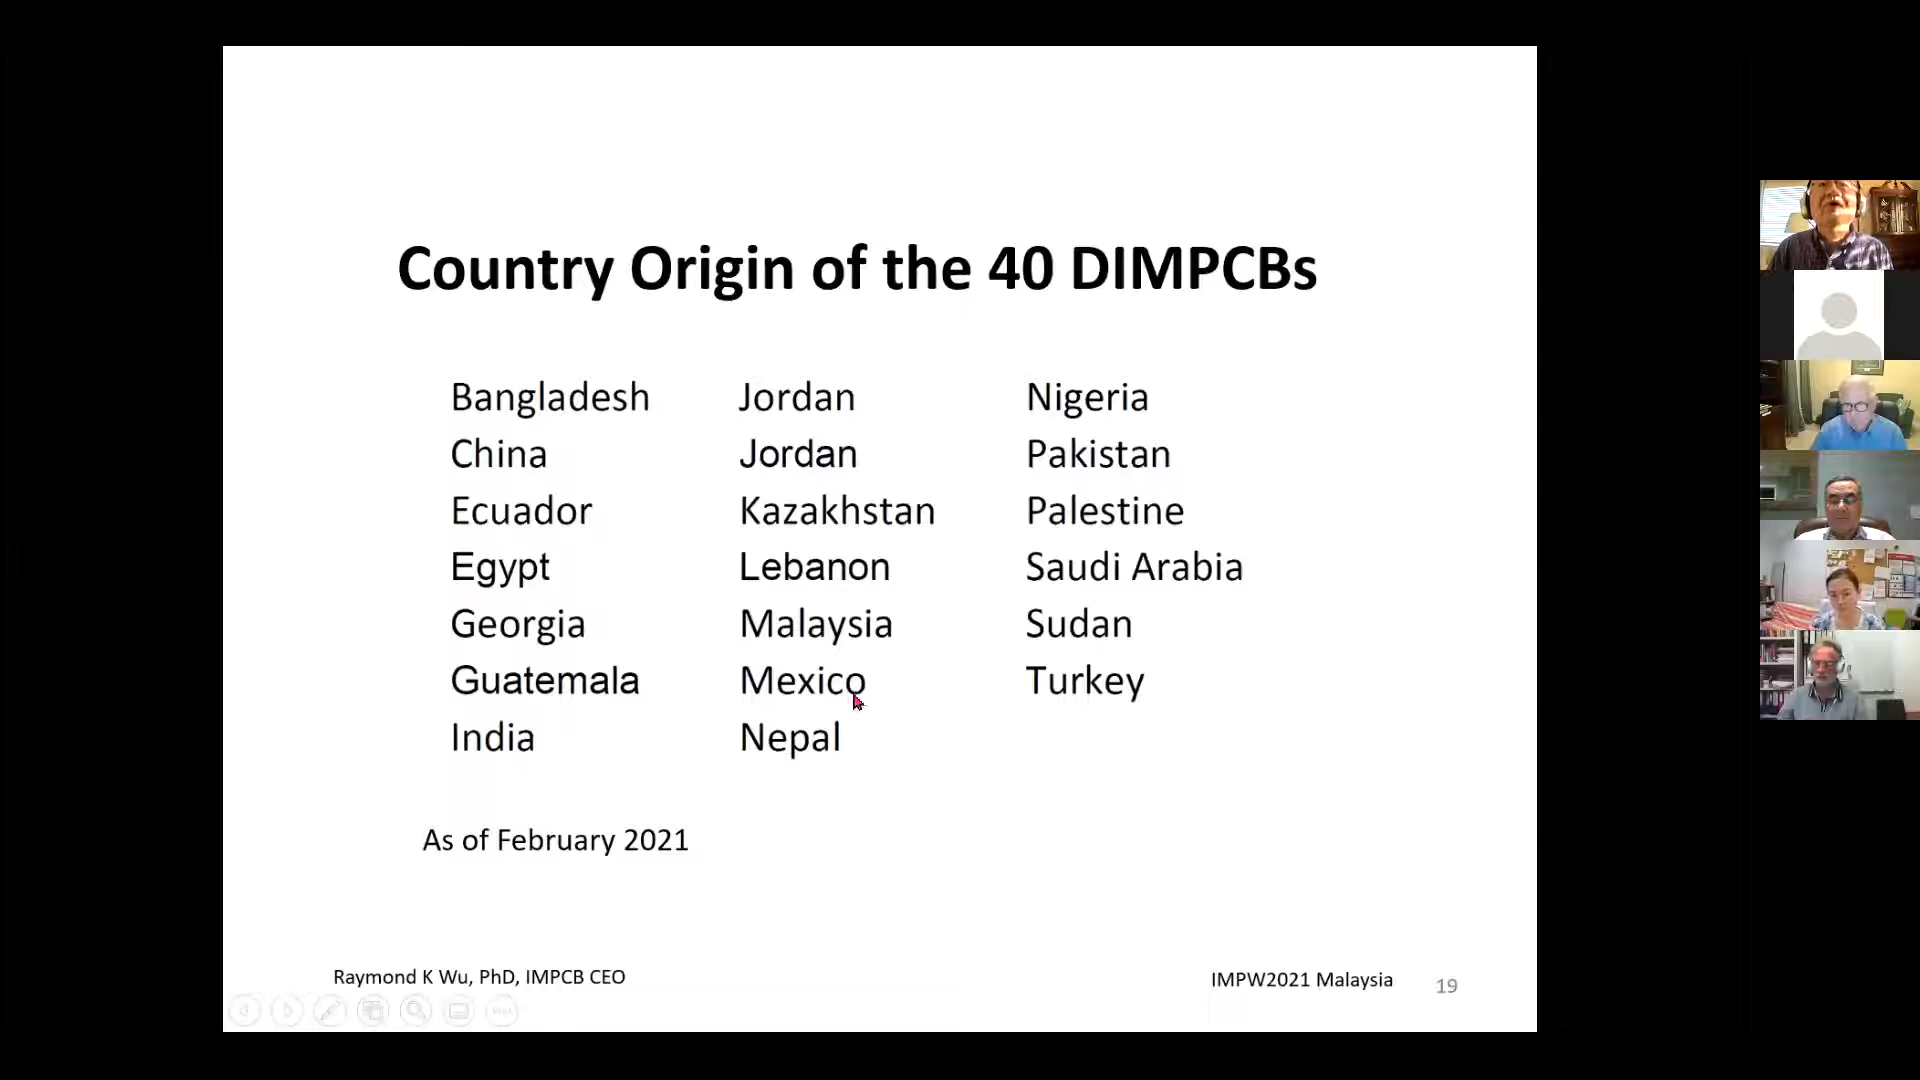 Country Origin of the 40 DIMPCBs
Bangladesh
China
Ecuador
Egypt
Georgia
Guatemala
India
Jordan
Jordan
Kazakhstan
Lebanon
Malaysia
Mexico
Nepal
Nigeria
Pakistan
Palestine
Saudi Arabia
Sudan
Turkey
As of February 2021
Raymond K Wu, PhD, IMPCB CEO
IMPW2021 Malaysia
19